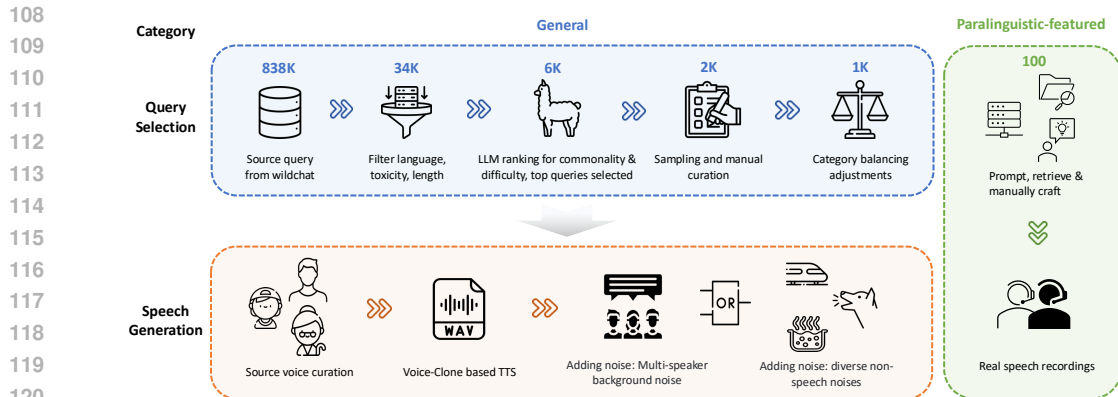 108
109
110
111
112
113
114
115
116
117
118
119
120
Category
General
Paralinguistic-featured
838K
34K
6K
2K
1K
100
Query
Selection
Source query
from wildchat
Filter language,
toxicity, length
LLM ranking for commonality &
difficulty, top queries selected
Sampling and manual
curation
Category balancing
adjustments
Prompt, retrieve &
manually craft
Speech
Generation
WAV
OR
Source voice curation
Voice-Clone based TTS
Adding noise: Multi-speaker
background noise
Adding noise: diverse non-
speech noises
Real speech recordings